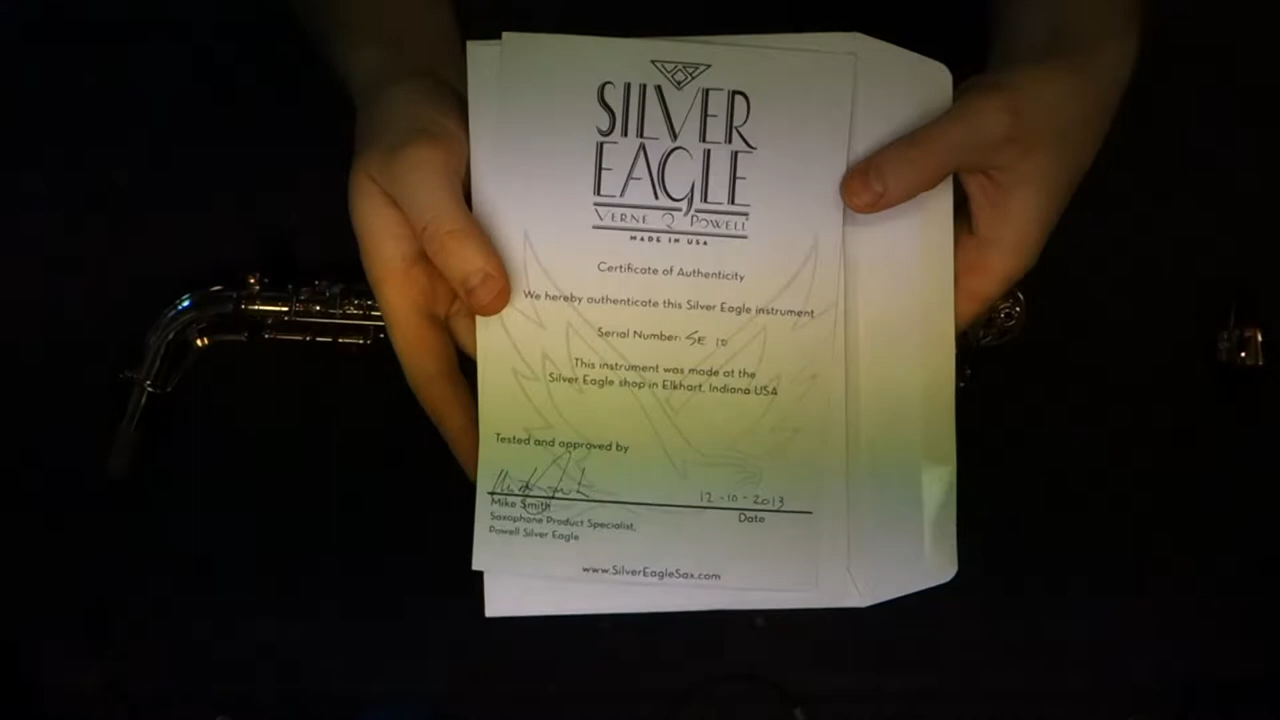 VQP
SILVER
EAGLE
VERNE Q POWELL
MADE IN USA
Certificate of Authenticity
We hereby authenticate this Silver Eagle instrument
Serial Number: SE 10
This instrument was made at the
Silver Eagle shop in Elkhart, Indiana USA
Tested and approved by
12-10-2013
Mike Smith
Date
Saxophone Product Specialist,
Powell Silver Eagle
www.SilverEagleSax.com